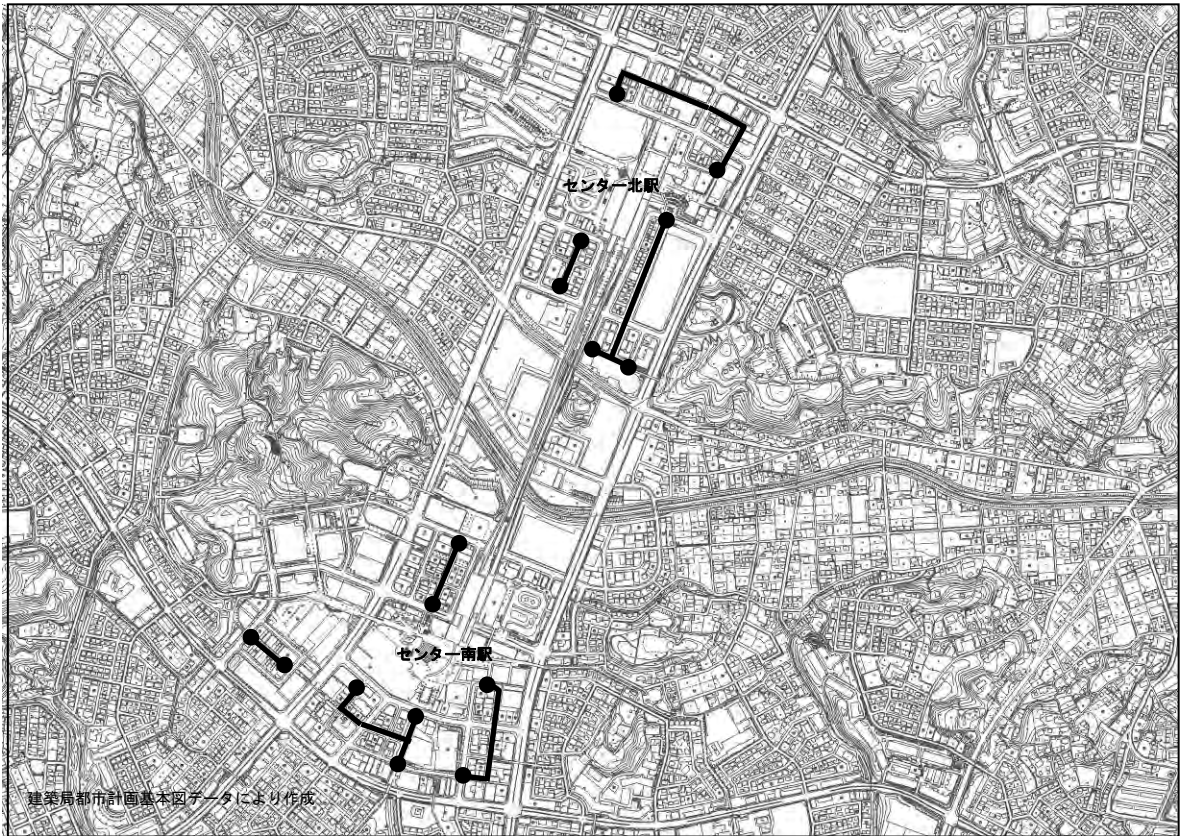 センター北駅
センター南駅
建築局都市計画基本図データにより作成